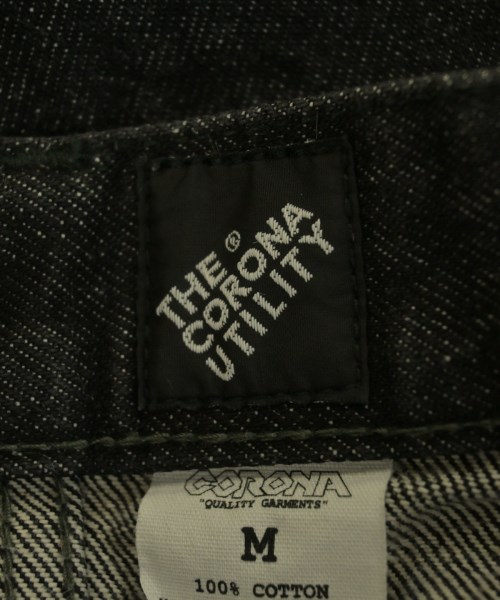 THE ®
CORONA
UTILITY
CORONA
"QUALITY GARMENTS"
M
100% COTTON